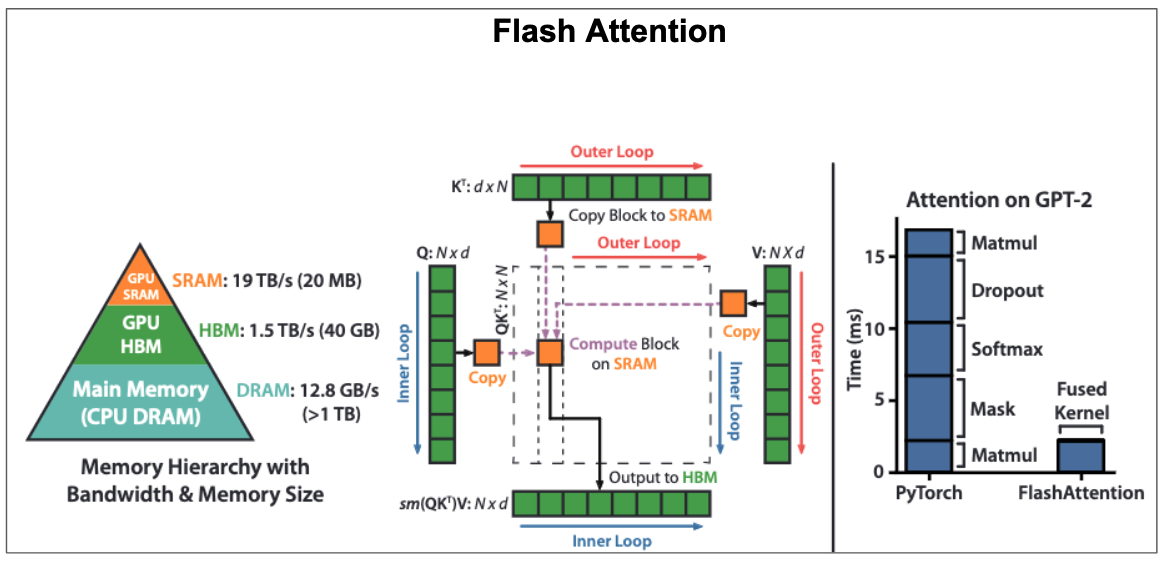 Flash Attention
GPU
SRAM
SRAM: 19 TB/s (20 MB)
GPU
HBM
HBM: 1.5 TB/s (40 GB)
Main Memory
(CPU DRAM)
DRAM: 12.8 GB/s
(>1 TB)
Memory Hierarchy with
Bandwidth & Memory Size
Outer Loop
Kᵀ: d x N
Copy Block to SRAM
Outer Loop
Q: N x d
V: N X d
QKᵀ: N x N
Copy
Inner Loop
Copy
Compute Block
on SRAM
Inner Loop
Outer Loop
Output to HBM
sm(QKᵀ)V: N x d
Inner Loop
Attention on GPT-2
Time (ms)
15
10
5
0
Matmul
Dropout
Softmax
Mask
Matmul
Fused
Kernel
PyTorch
FlashAttention